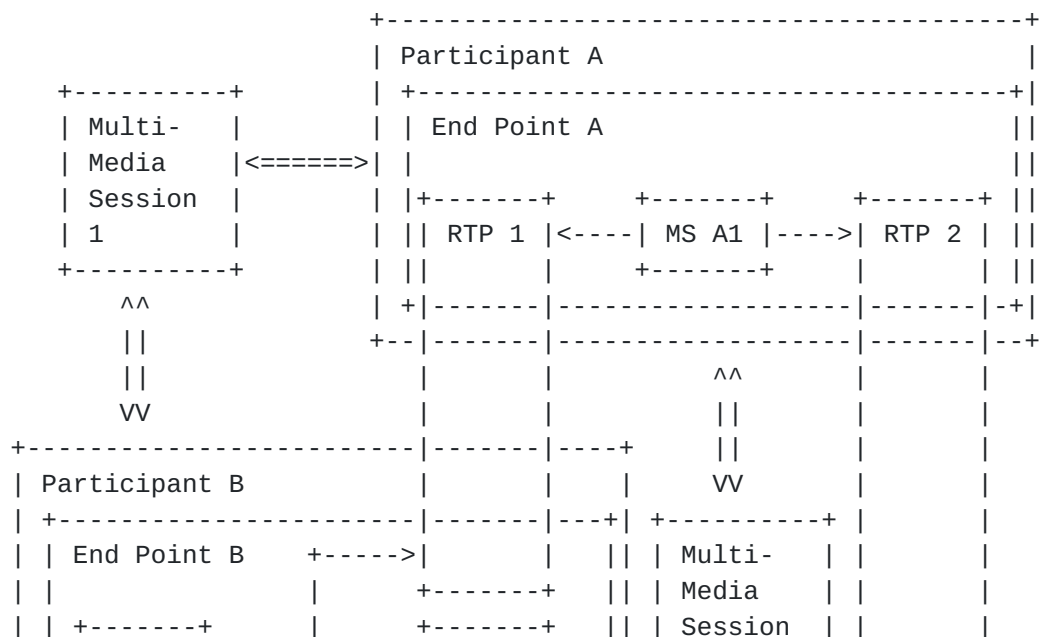 Participant A
Multi-
Media
Session
1
End Point A
RTP 1
MS A1
RTP 2
Participant B
End Point B
Multi-
Media
Session